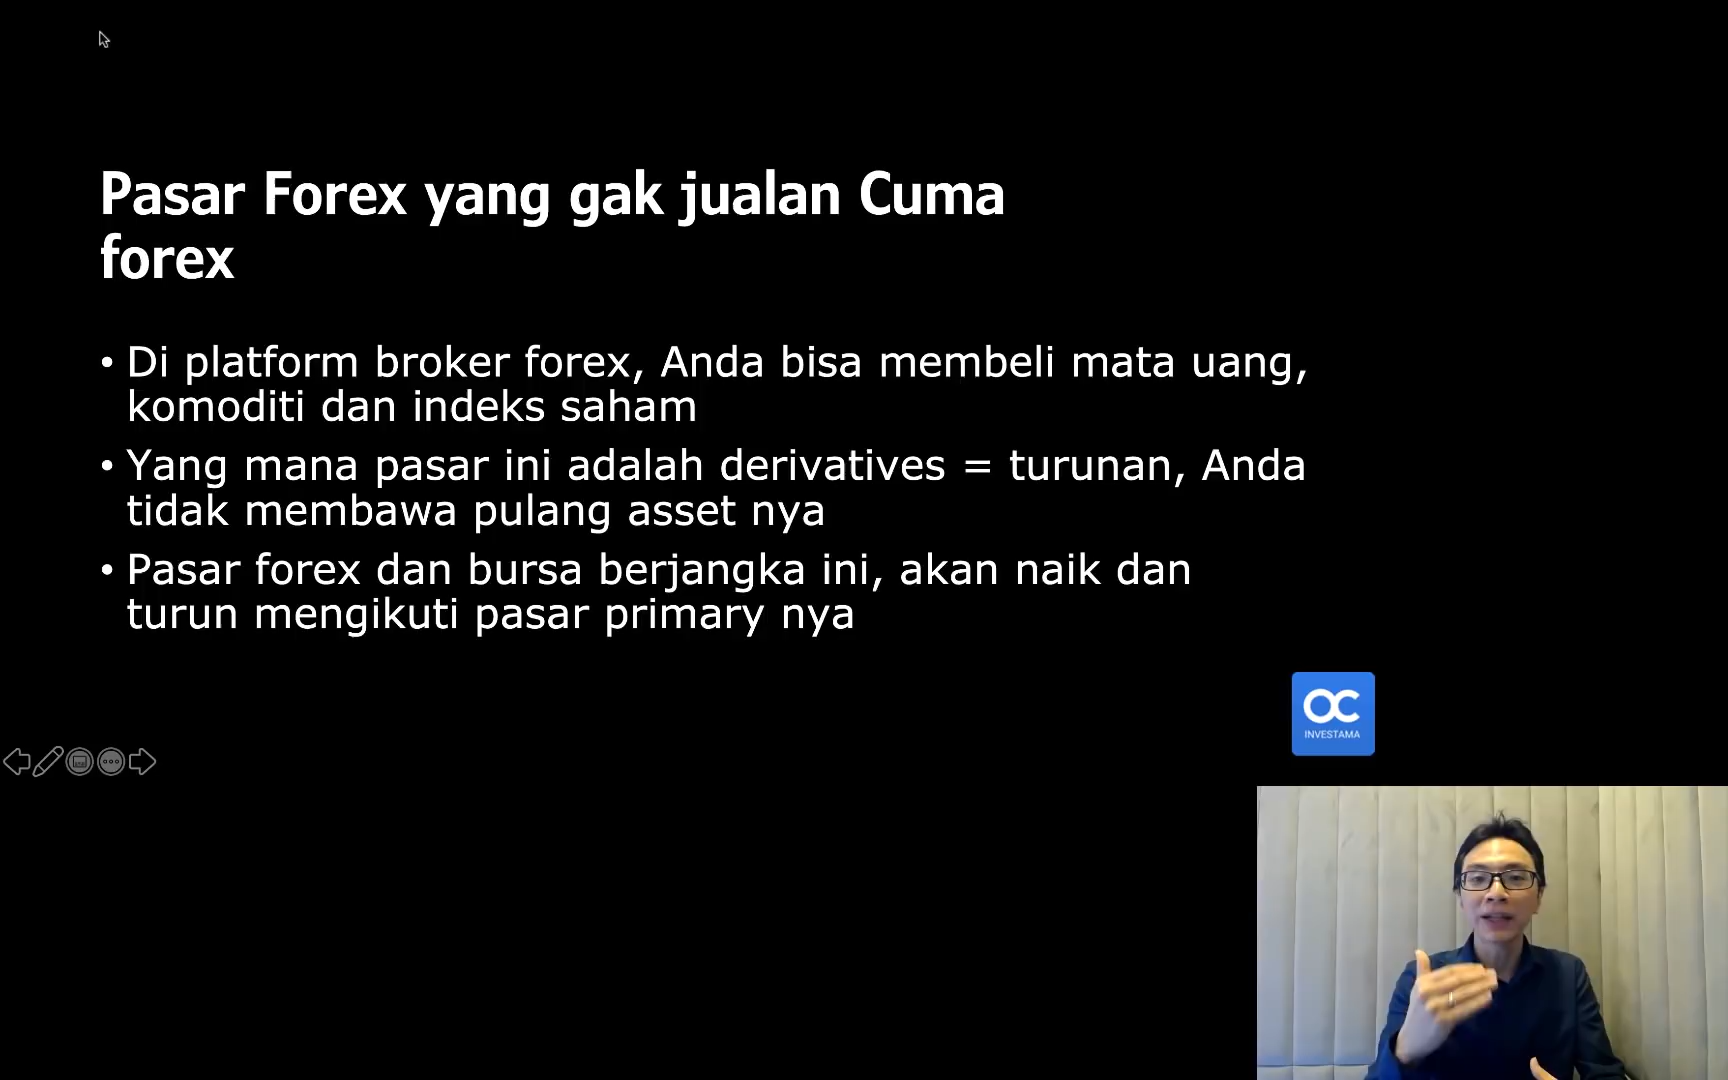 Pasar Forex yang gak jualan Cuma
forex
• Di platform broker forex, Anda bisa membeli mata uang,
komoditi dan indeks saham
• Yang mana pasar ini adalah derivatives = turunan, Anda
tidak membawa pulang asset nya
• Pasar forex dan bursa berjangka ini, akan naik dan
turun mengikuti pasar primary nya
OC
INVESTAMA